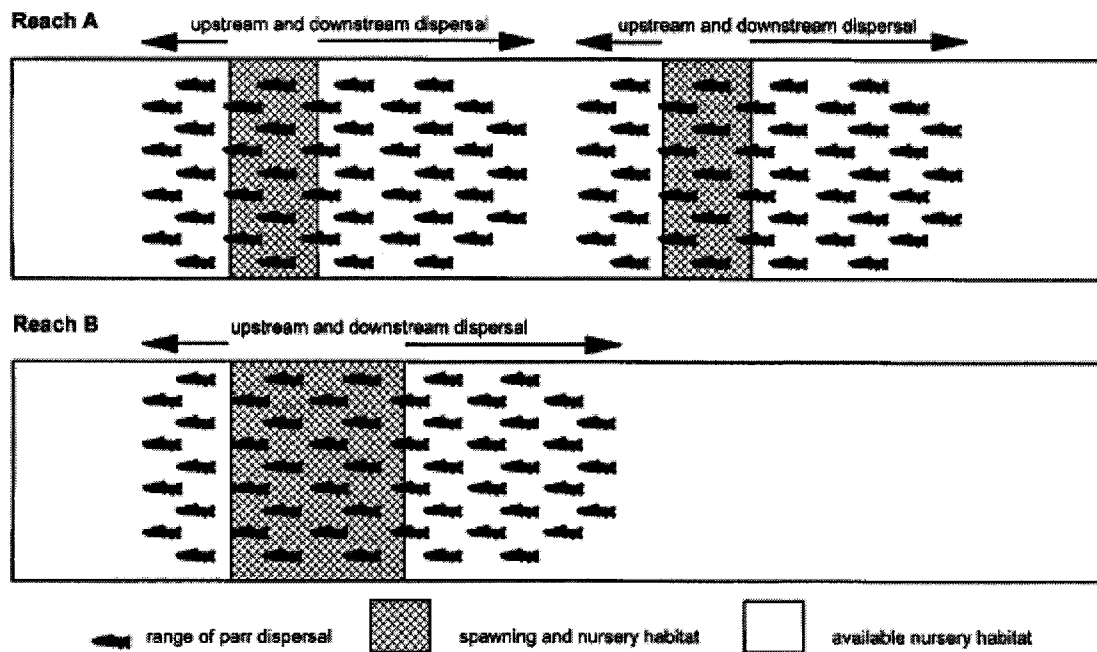 Reach A
upstream and downstream dispersal
upstream and downstream dispersal
Reach B
upstream and downstream dispersal
range of parr dispersal
spawning and nursery habitat
available nursery habitat